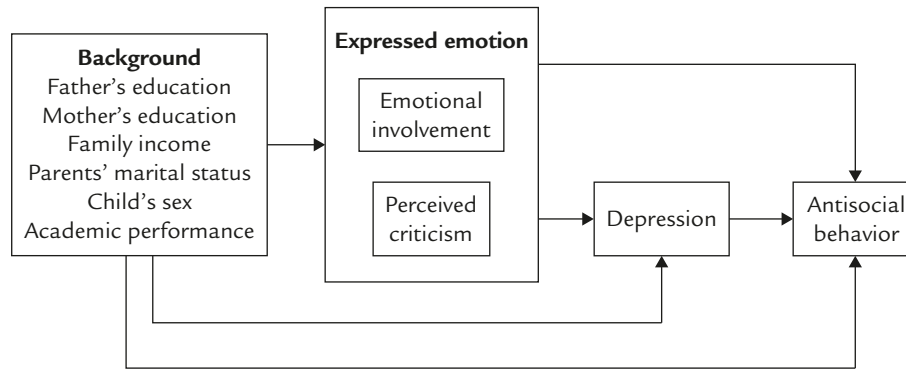 Background
Father’s education
Mother’s education
Family income
Parents’ marital status
Child’s sex
Academic performance
Expressed emotion
Emotional
involvement
Perceived
criticism
Depression
Antisocial
behavior